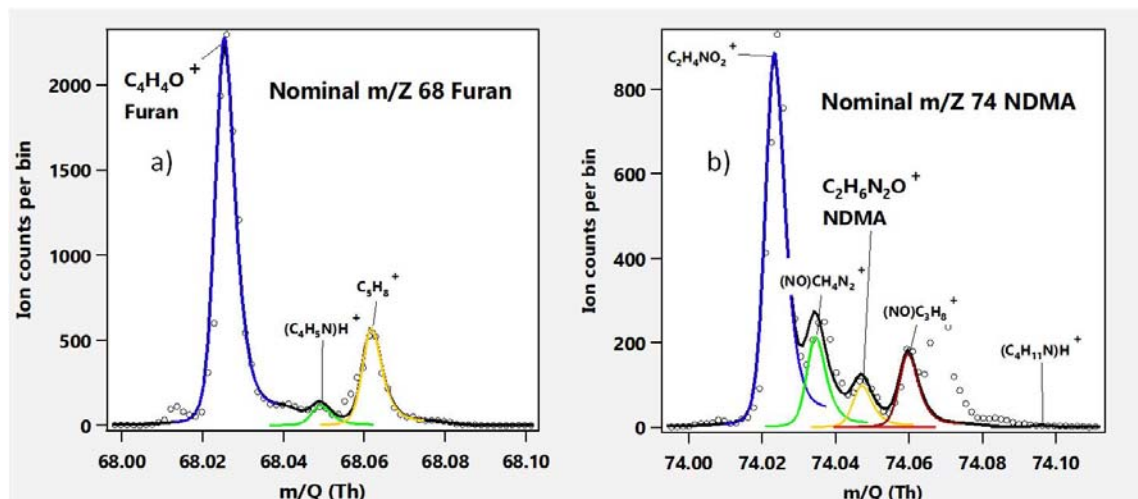 C₄H₄O⁺
Furan
Nominal m/Z 68 Furan
a)
(C₄H₅N)H⁺
C₅H₈⁺
Ion counts per bin
2000
1500
1000
500
0
68.00
68.02
68.04
68.06
68.08
68.10
m/Q (Th)
C₂H₄NO₂⁺
Nominal m/Z 74 NDMA
b)
C₂H₆N₂O⁺
NDMA
(NO)CH₄N₂⁺
(NO)C₃H₈⁺
(C₄H₁₁N)H⁺
Ion counts per bin
800
600
400
200
0
74.00
74.02
74.04
74.06
74.08
74.10
m/Q (Th)